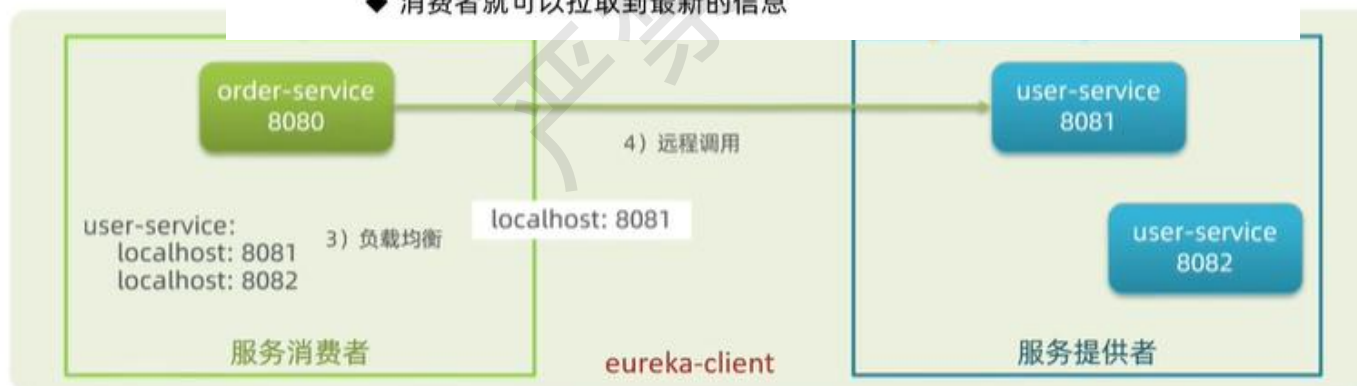 ◆ 消费者就可以拉取到最新的信息
order-service
8080
user-service
8081
4）远程调用
user-service:
localhost: 8081
localhost: 8082
3）负载均衡
localhost: 8081
user-service
8082
服务消费者
eureka-client
服务提供者